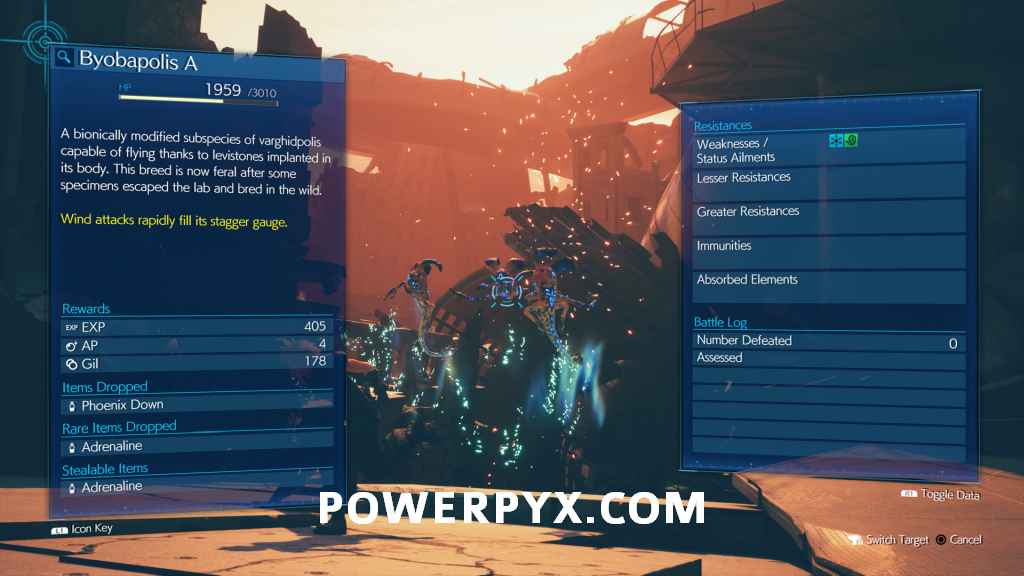 Byobapolis A
HP 1959 /3010
A bionically modified subspecies of varghidpolis
capable of flying thanks to levistones implanted in
its body. This breed is now feral after some
specimens escaped the lab and bred in the wild.
Wind attacks rapidly fill its stagger gauge.
Rewards
EXP EXP 405
AP 4
Gil 178
Items Dropped
Phoenix Down
Rare Items Dropped
Adrenaline
Stealable Items
Adrenaline
L1 Icon Key
Resistances
Weaknesses /
Status Ailments
Lesser Resistances
Greater Resistances
Immunities
Absorbed Elements
Battle Log
Number Defeated 0
Assessed
R1 Toggle Data
Switch Target Cancel
POWERPYX.COM